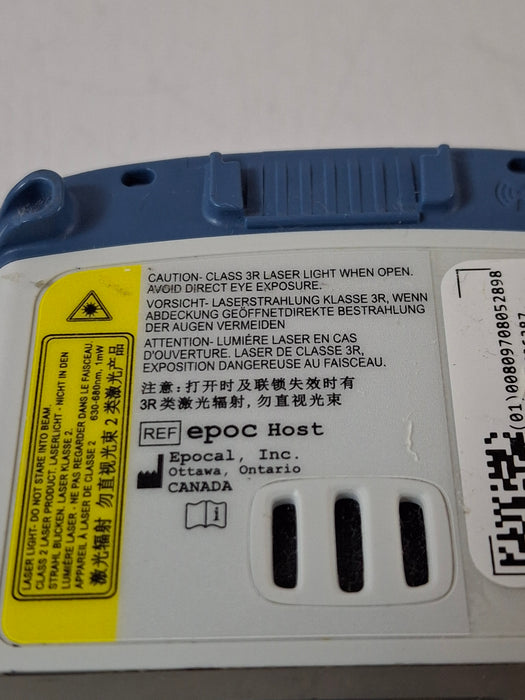 CAUTION- CLASS 3R LASER LIGHT WHEN OPEN.
AVOID DIRECT EYE EXPOSURE.
VORSICHT- LASERSTRAHLUNG KLASSE 3R, WENN
ABDECKUNG GEÖFFNETDIREKTE BESTRAHLUNG
DER AUGEN VERMEIDEN
ATTENTION- LUMIÈRE LASER EN CAS
D'OUVERTURE. LASER DE CLASSE 3R,
EXPOSITION DANGEREUSE AU FAISCEAU.
注意:打开时及联锁失效时有
3R类激光辐射,勿直视光束
REF epoc Host
Epocal, Inc.
Ottawa, Ontario
CANADA
LASER LIGHT- DO NOT STARE INTO BEAM.
CLASS 2 LASER PRODUCT. LASERLICHT - NICHT IN DEN
STRAHL BLICKEN. LASER KLASSE 2.
LUMIÈRE LASER - NE PAS REGARDER DANS LE FAISCEAU.
APPAREIL À LASER DE CLASSE 2 630-680nm, 1mW
激光辐射 勿直视光束 2类激光产品
(01)00809708052898